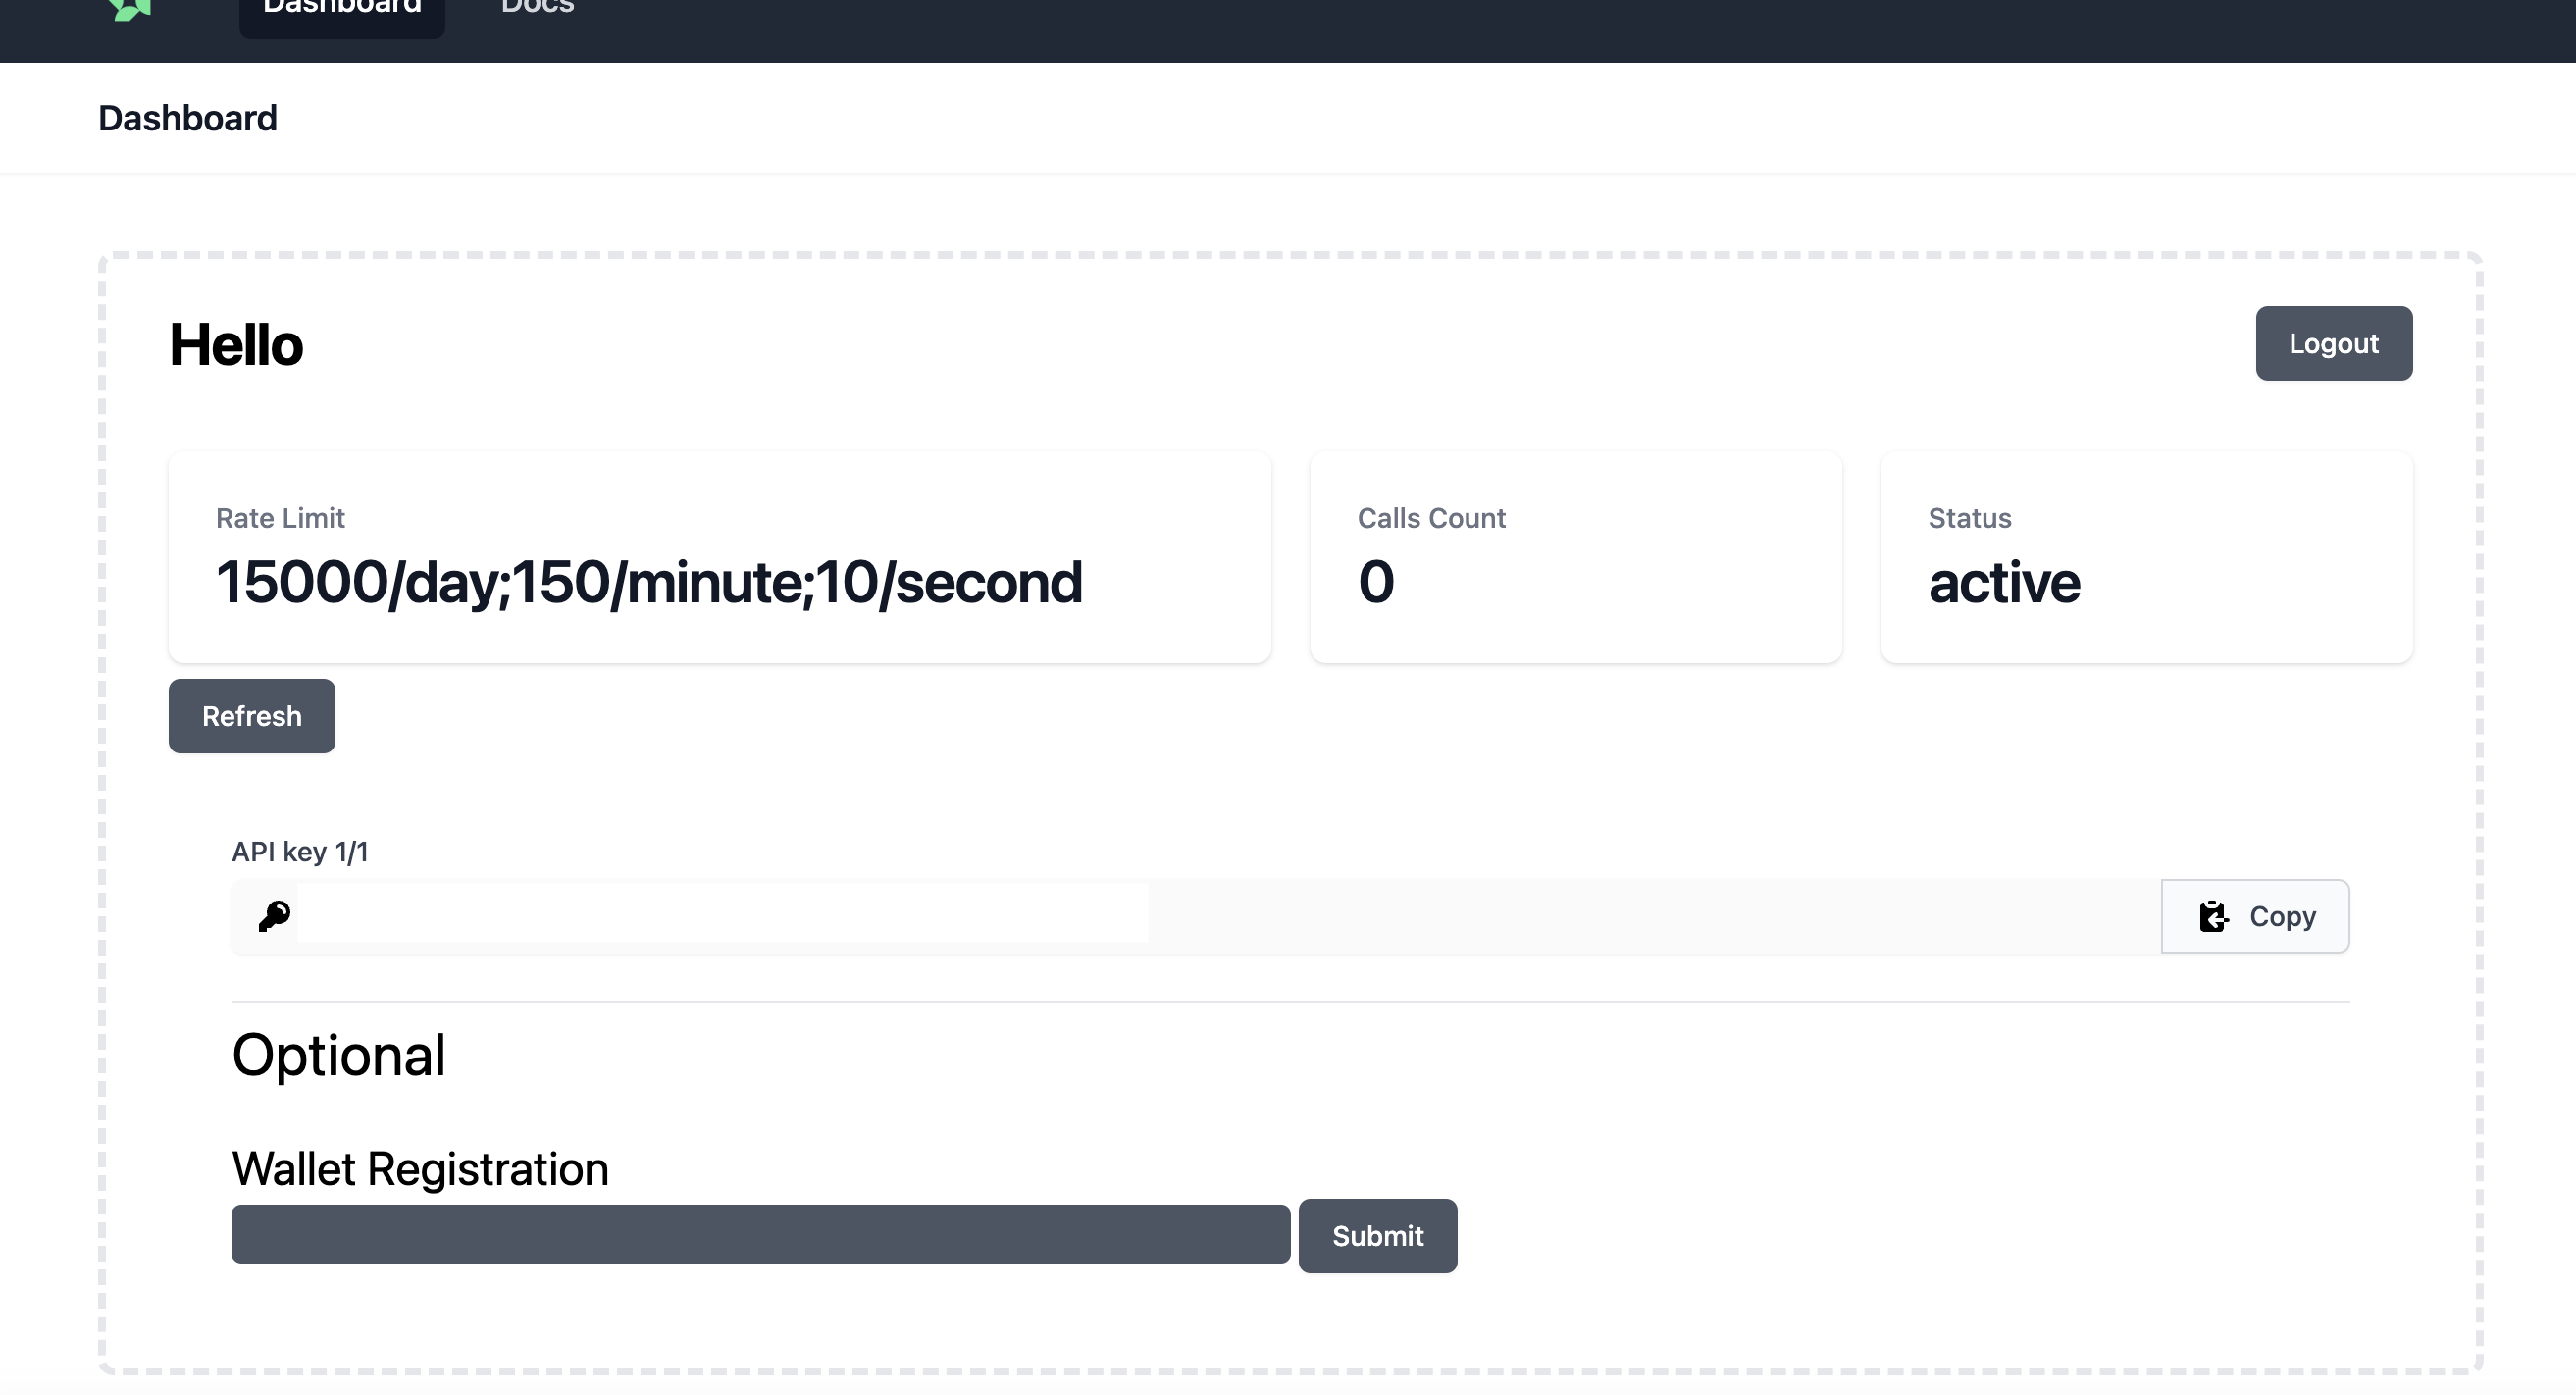 Dashboard Docs
Dashboard
Hello
Logout
Rate Limit
15000/day;150/minute;10/second
Calls Count
0
Status
active
Refresh
API key 1/1
Copy
Optional
Wallet Registration
Submit